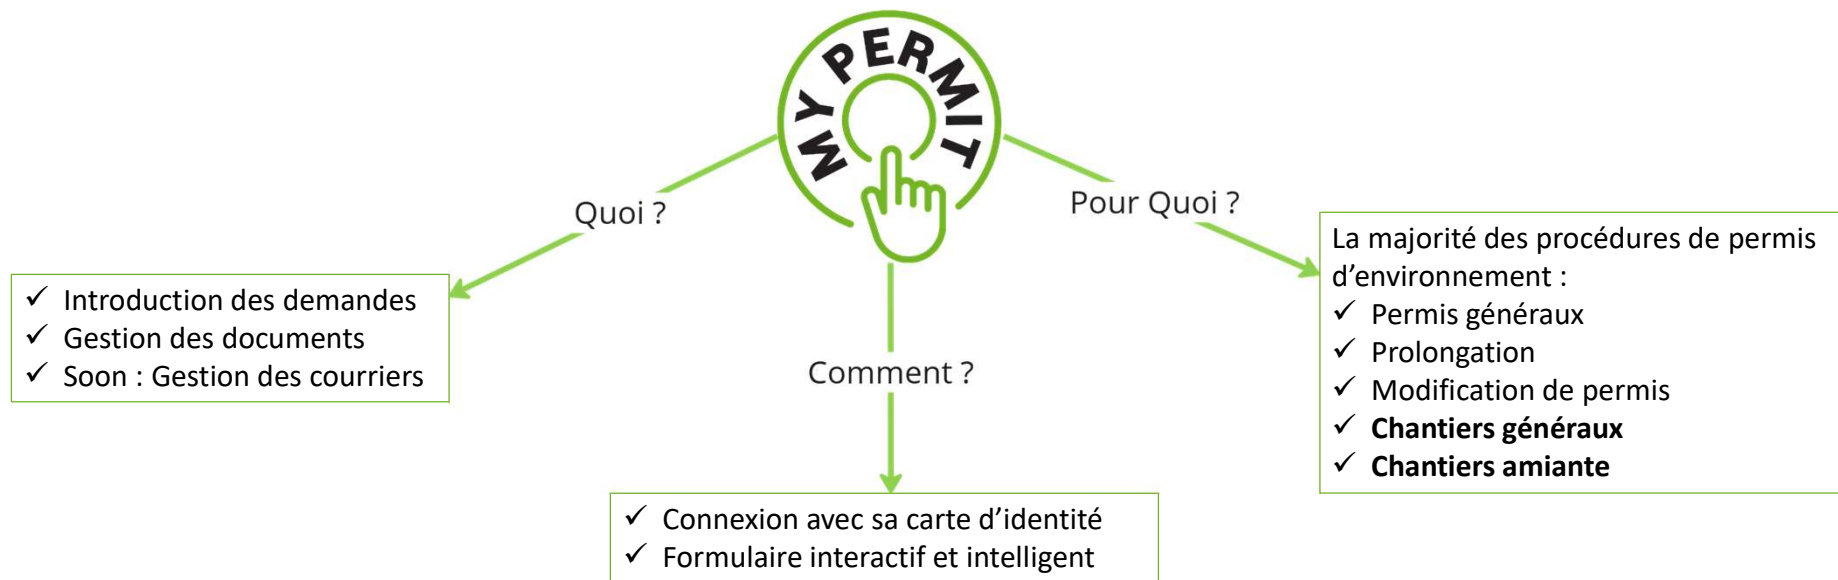 MY PERMIT
Quoi ?
Pour Quoi ?
Comment ?
✓ Introduction des demandes
✓ Gestion des documents
✓ Soon : Gestion des courriers
✓ Connexion avec sa carte d’identité
✓ Formulaire interactif et intelligent
La majorité des procédures de permis
d’environnement :
✓ Permis généraux
✓ Prolongation
✓ Modification de permis
✓ Chantiers généraux
✓ Chantiers amiante